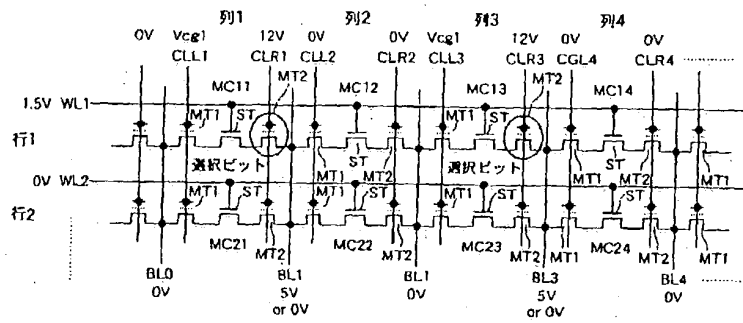 列1 列2 列3 列4
0V Vcg1 12V 0V 0V Vcg1 12V 0V 0V
CLL1 CLR1 CLL2 CLR2 CLL3 CLR3 CGL4 CLR4
MC11 MT2 MC12 MC13 MT2 MC14
1.5V WL1
MT1 ST MT1 ST
行1
選択ビット MT1 ST MT2 選択ビット MT1 ST MT2 MT1
0V WL2
MT1 ST MT1 ST MT1 ST ST
行2
MC21 MT2 MC22 MT2 MC23 MT2 MT1 MC24 MT2 MT1
BL0 BL1 BL1 BL3 BL4
0V 5V 0V 5V 0V
or 0V or 0V